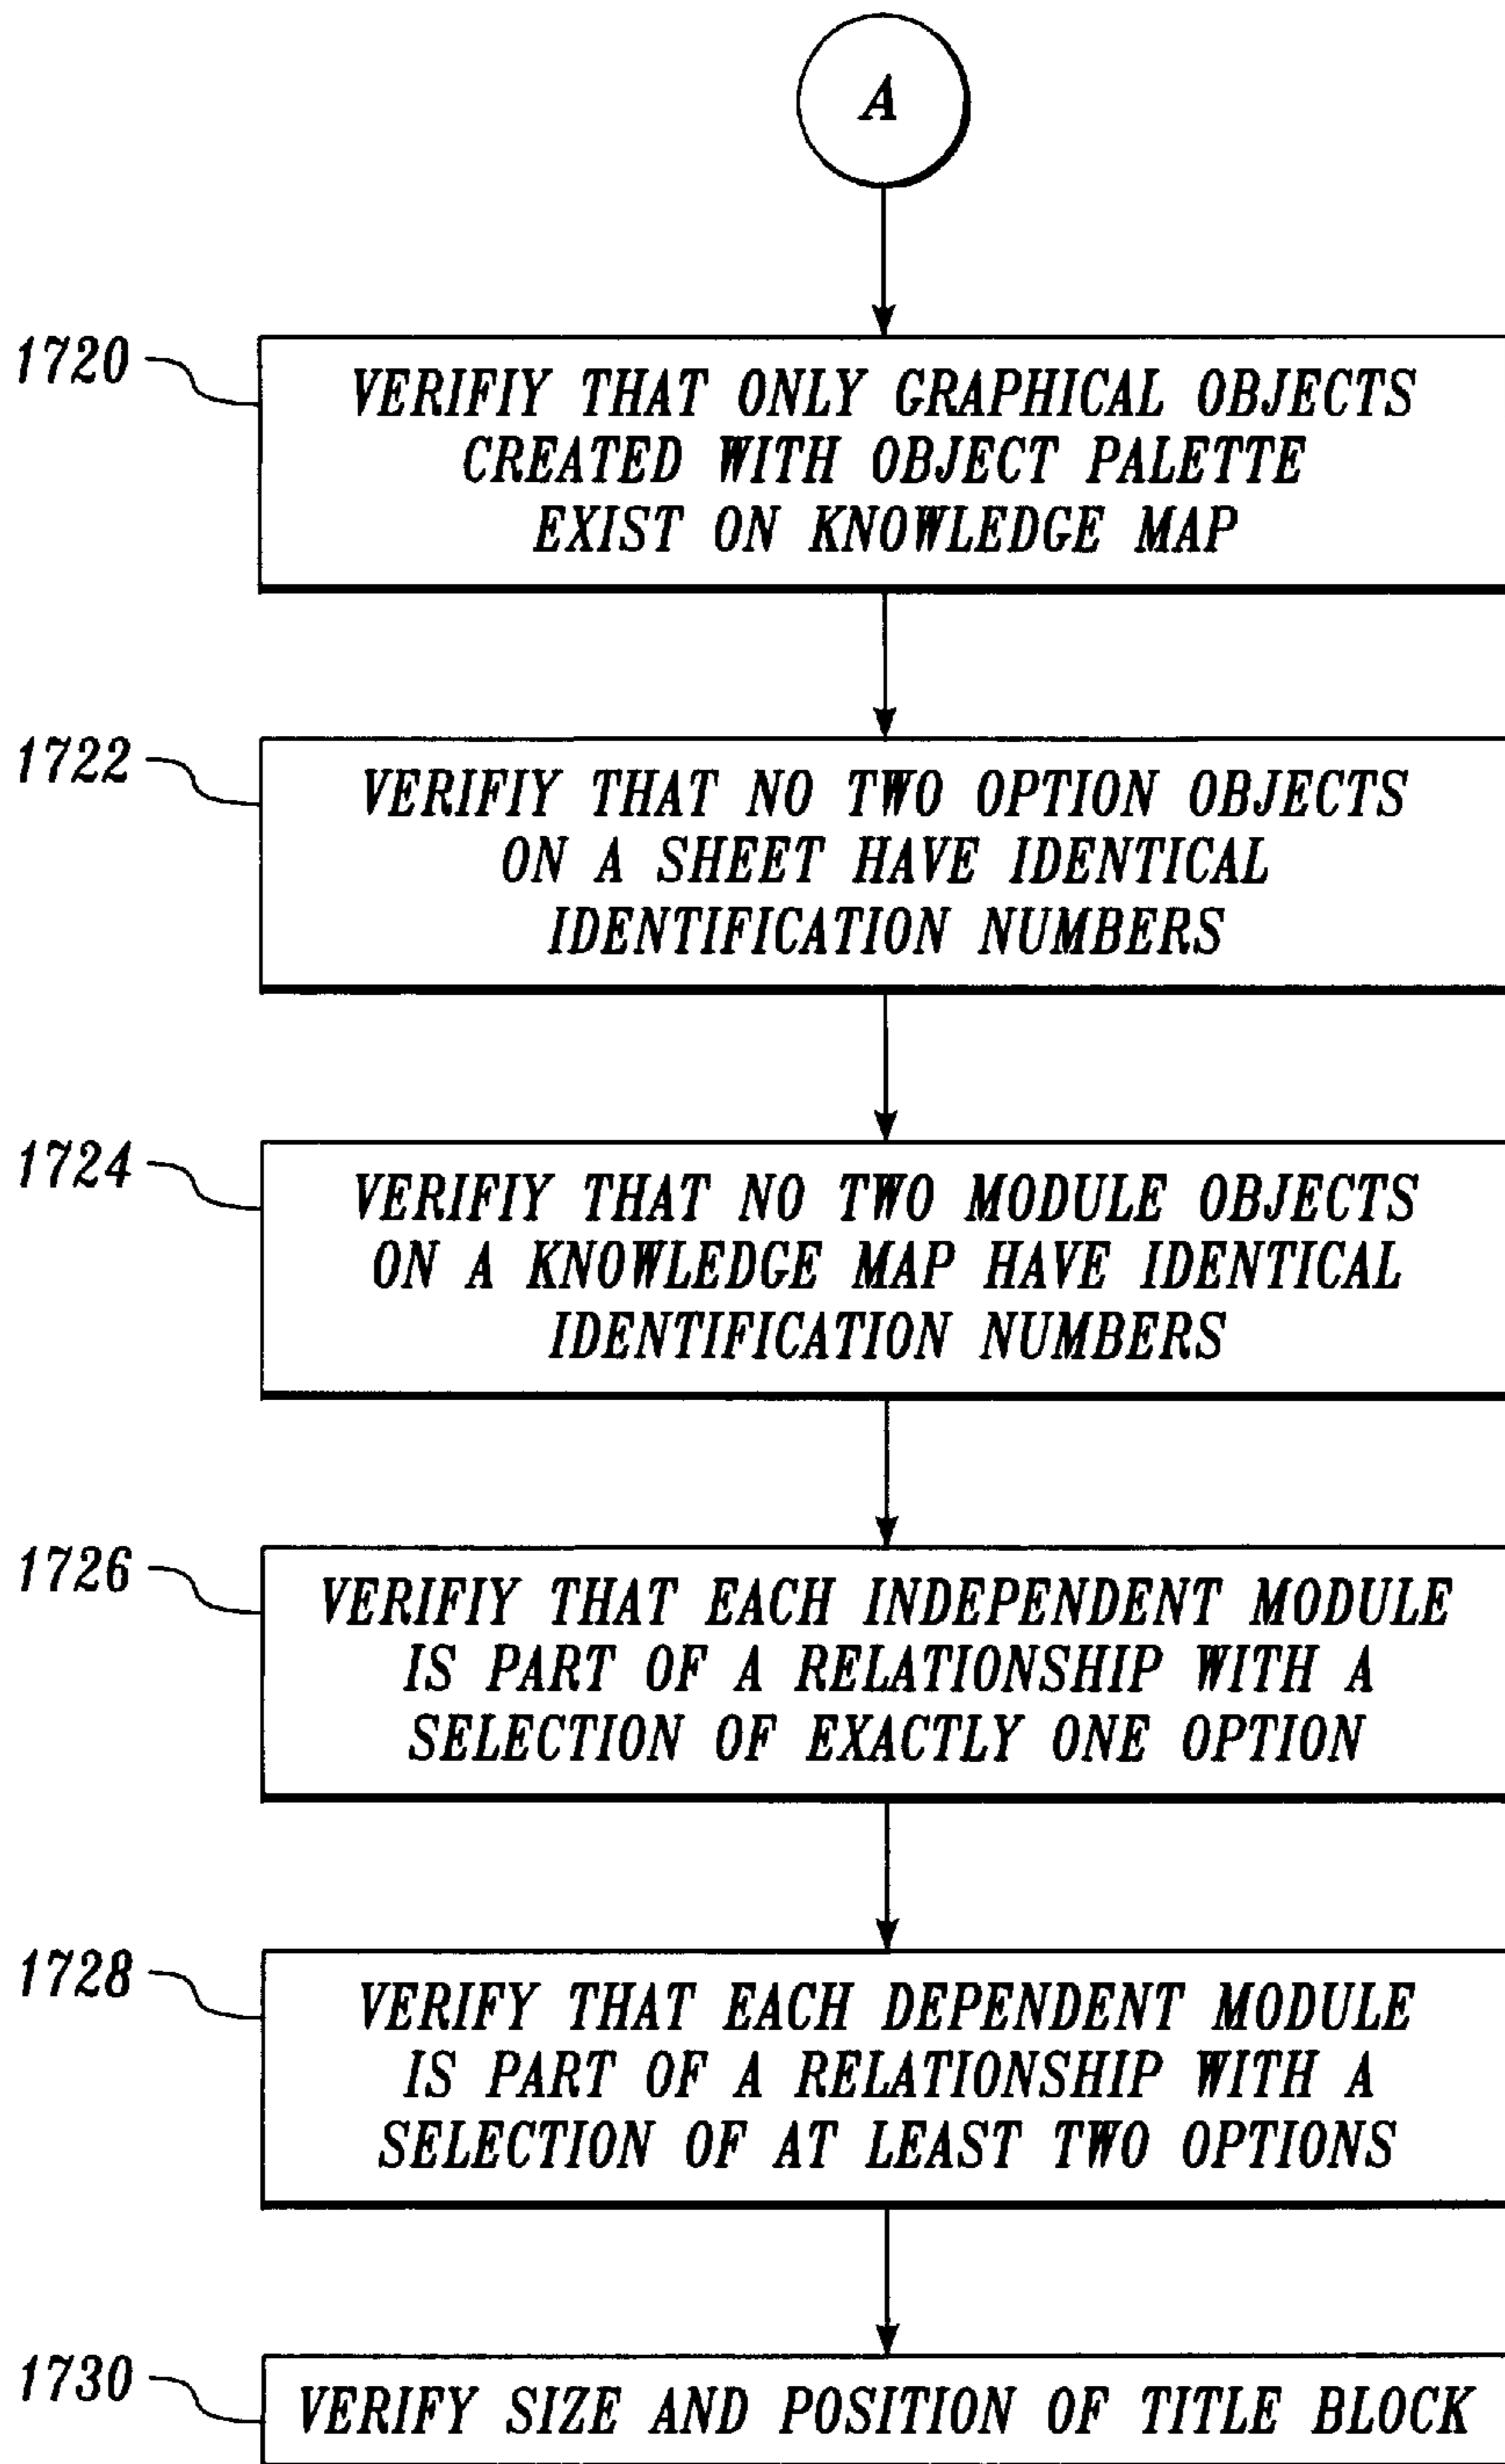 A
1720
VERIFIY THAT ONLY GRAPHICAL OBJECTS
CREATED WITH OBJECT PALETTE
EXIST ON KNOWLEDGE MAP
1722
VERIFIY THAT NO TWO OPTION OBJECTS
ON A SHEET HAVE IDENTICAL
IDENTIFICATION NUMBERS
1724
VERIFIY THAT NO TWO MODULE OBJECTS
ON A KNOWLEDGE MAP HAVE IDENTICAL
IDENTIFICATION NUMBERS
1726
VERIFIY THAT EACH INDEPENDENT MODULE
IS PART OF A RELATIONSHIP WITH A
SELECTION OF EXACTLY ONE OPTION
1728
VERIFY THAT EACH DEPENDENT MODULE
IS PART OF A RELATIONSHIP WITH A
SELECTION OF AT LEAST TWO OPTIONS
1730
VERIFY SIZE AND POSITION OF TITLE BLOCK